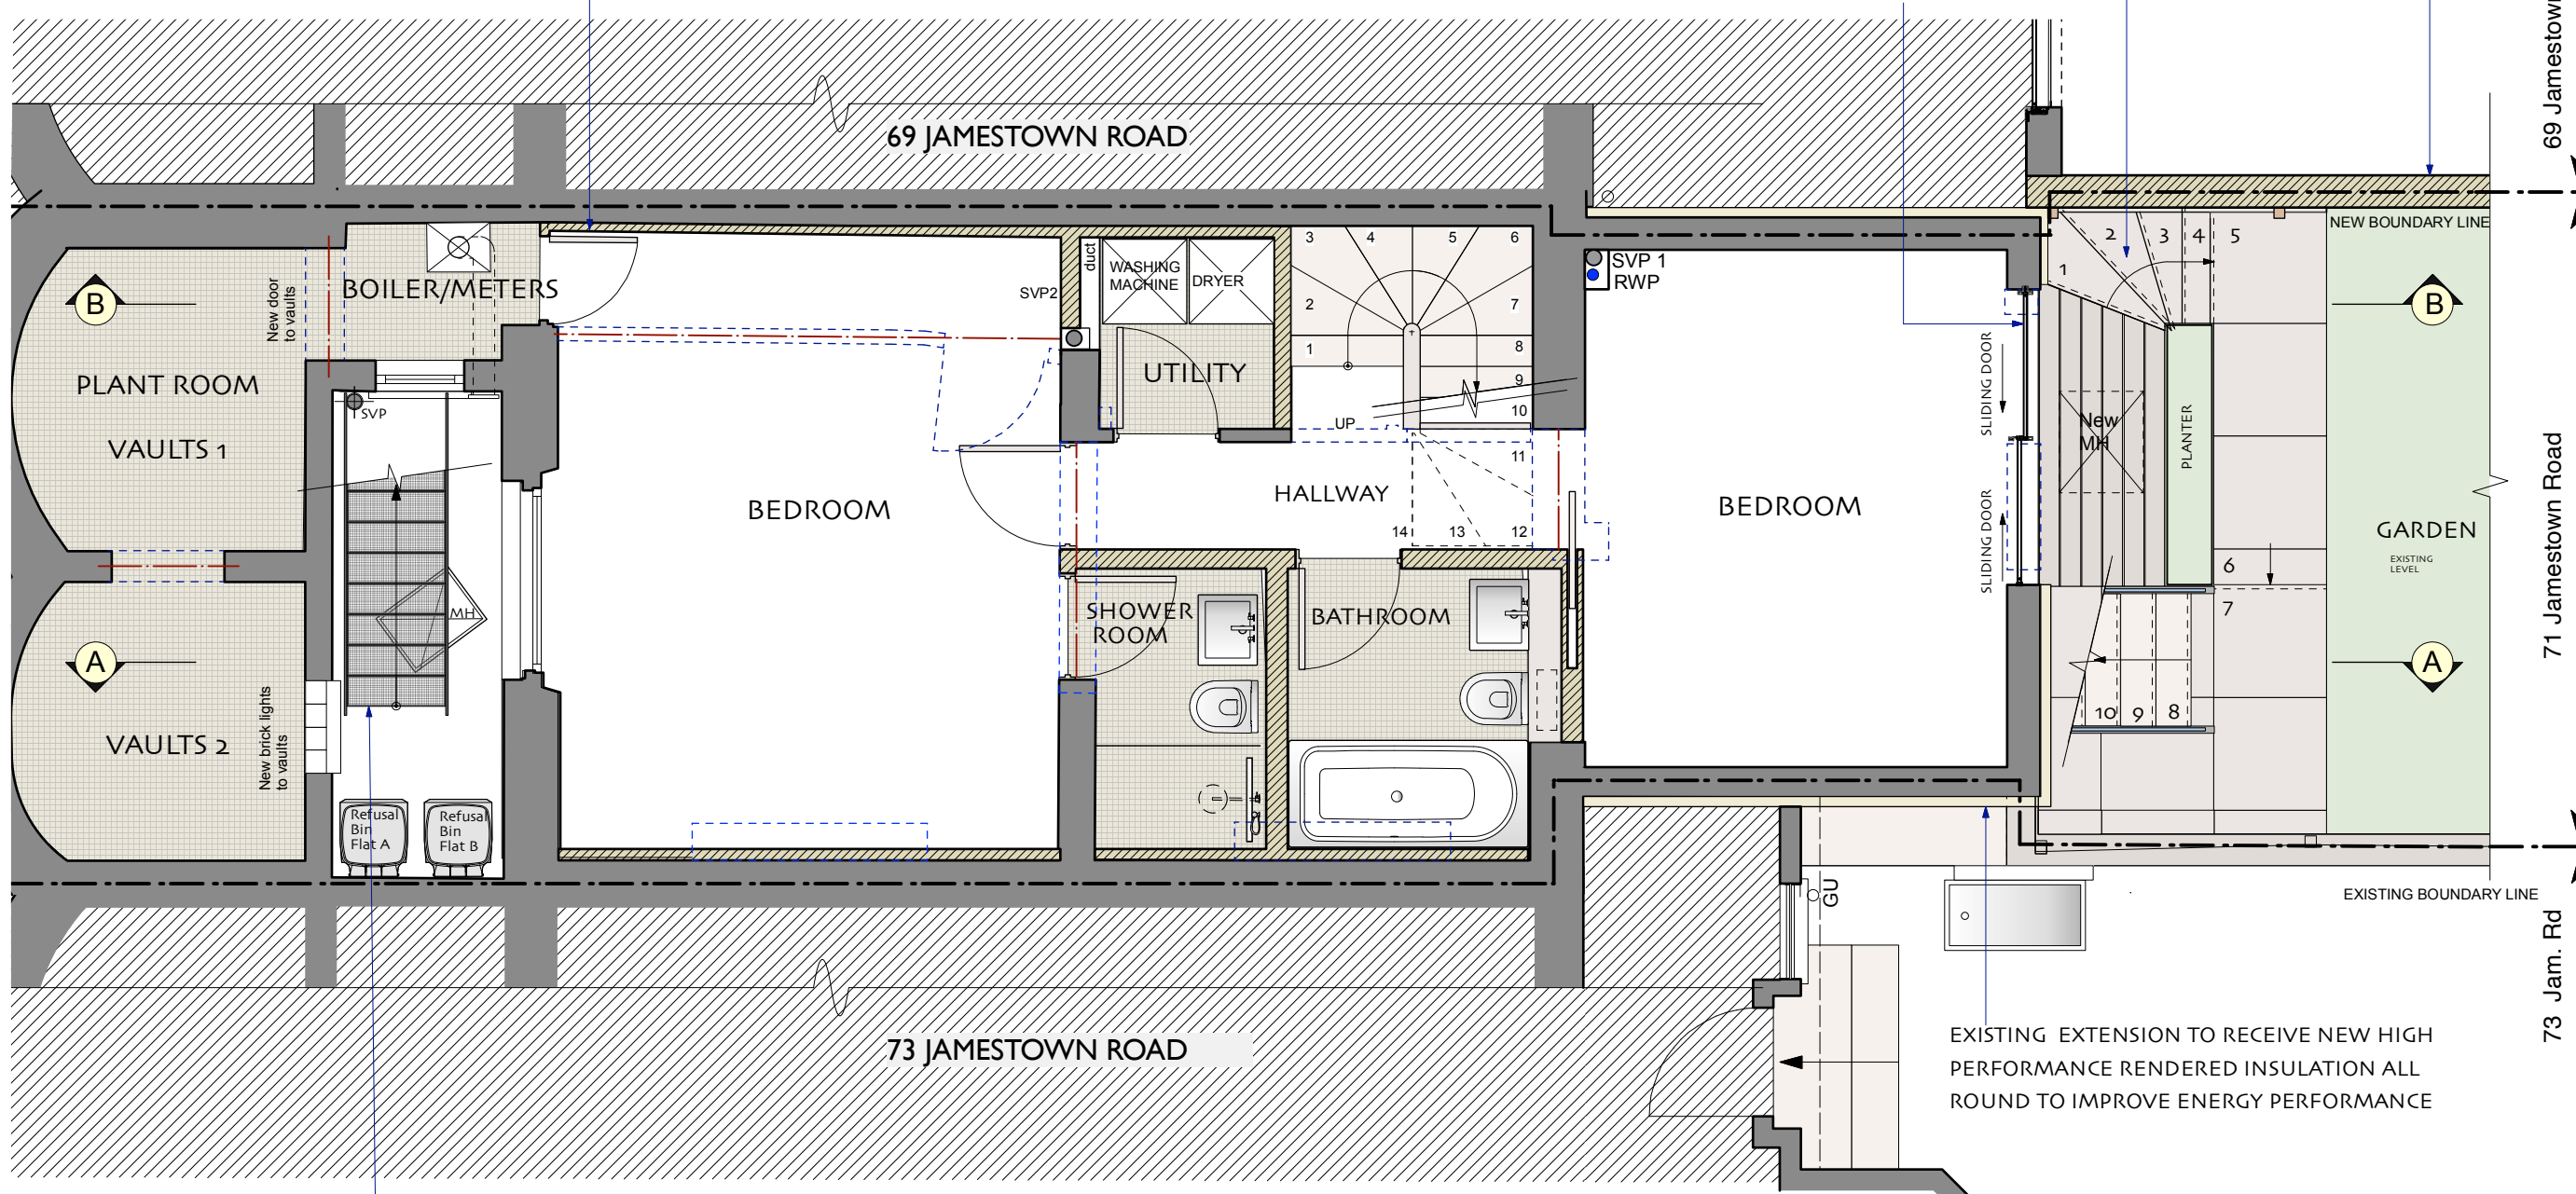 69 Jamestown
69 JAMESTOWN ROAD
NEW BOUNDARY LINE
3
4
5
6
2
7
1
8
9
10
UP
11
14
13
12
duct
WASHING
MACHINE
DRYER
SVP2
UTILITY
SVP 1
RWP
BOILER/METERS
New door
to vaults
B
PLANT ROOM
VAULTS 1
SVP
BEDROOM
HALLWAY
BEDROOM
SLIDING DOOR
SLIDING DOOR
1
2
3
4
5
New
MH
PLANTER
B
GARDEN
EXISTING
LEVEL
6
7
10
9
8
A
71 Jamestown Road
A
VAULTS 2
New brick lights
to vaults
MH
Refusal
Bin
Flat A
Refusal
Bin
Flat B
SHOWER
ROOM
BATHROOM
GU
EXISTING BOUNDARY LINE
73 Jam. Rd
73 JAMESTOWN ROAD
EXISTING EXTENSION TO RECEIVE NEW HIGH
PERFORMANCE RENDERED INSULATION ALL
ROUND TO IMPROVE ENERGY PERFORMANCE